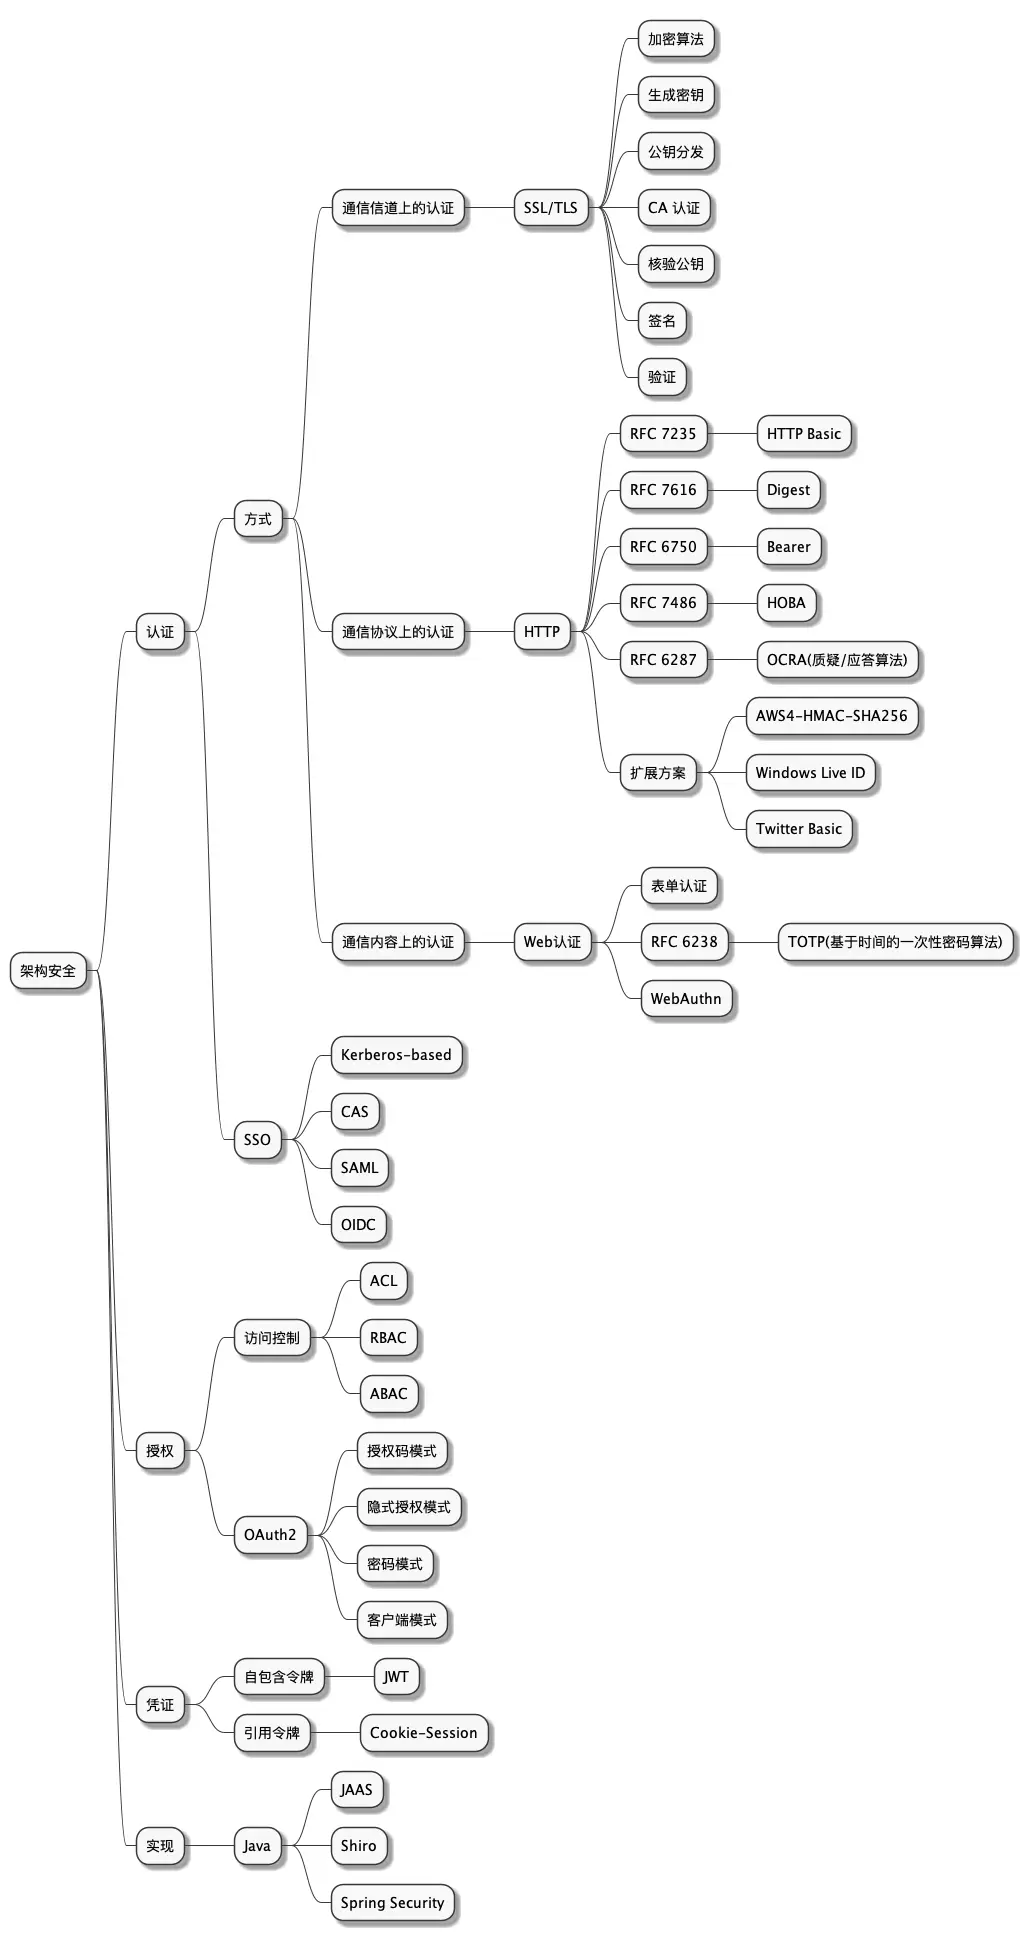 架构安全
认证
方式
通信信道上的认证
SSL/TLS
加密算法
生成密钥
公钥分发
CA 认证
核验公钥
签名
验证
通信协议上的认证
HTTP
RFC 7235
HTTP Basic
RFC 7616
Digest
RFC 6750
Bearer
RFC 7486
HOBA
RFC 6287
OCRA(质疑/应答算法)
扩展方案
AWS4-HMAC-SHA256
Windows Live ID
Twitter Basic
通信内容上的认证
Web认证
表单认证
RFC 6238
TOTP(基于时间的一次性密码算法)
WebAuthn
SSO
Kerberos-based
CAS
SAML
OIDC
授权
访问控制
ACL
RBAC
ABAC
OAuth2
授权码模式
隐式授权模式
密码模式
客户端模式
凭证
自包含令牌
JWT
引用令牌
Cookie-Session
实现
Java
JAAS
Shiro
Spring Security